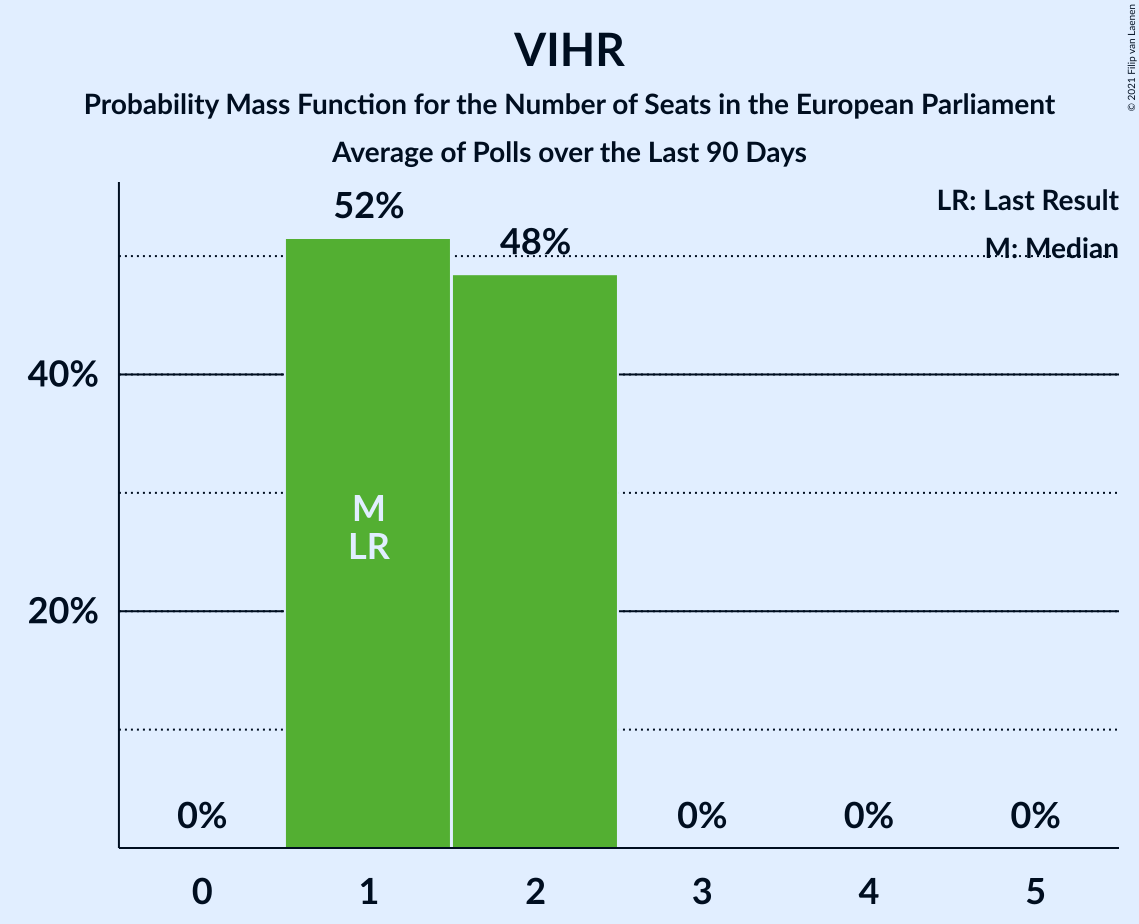 VIHR
Probability Mass Function for the Number of Seats in the European Parliament
Average of Polls over the Last 90 Days
© 2021 Filip van Laenen
LR: Last Result
M: Median
52%
48%
40%
20%
M
LR
0%
0%
0%
0%
0 1 2 3 4 5